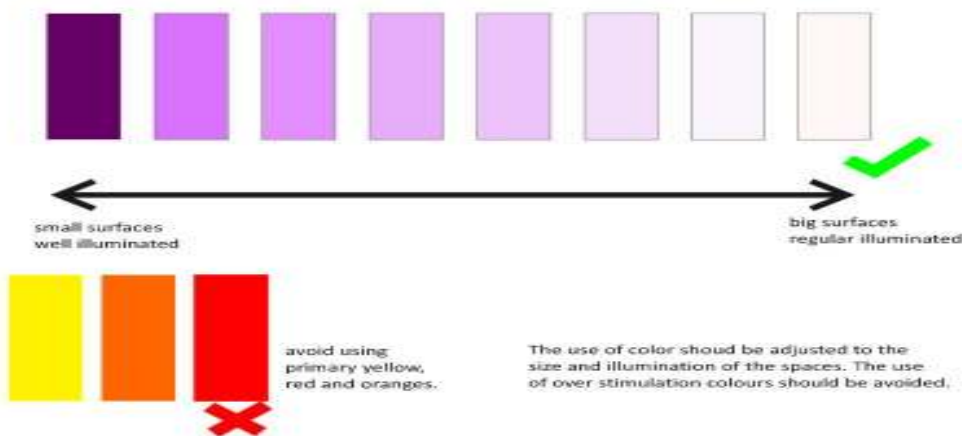 small surfaces
well illuminated
big surfaces
regular illuminated
avoid using
primary yellow,
red and oranges.
The use of color shoud be adjusted to the
size and illumination of the spaces. The use
of over stimulation colours should be avoided.